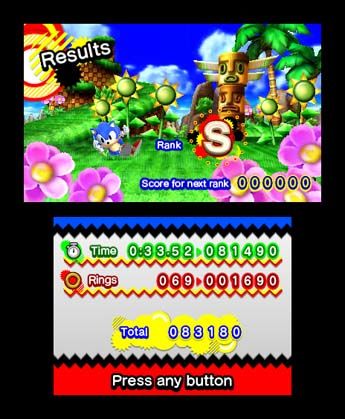 Results
Rank S
Score for next rank 000000
Time 0:33.52 081490
Rings 069 001690
Total 083180
Press any button